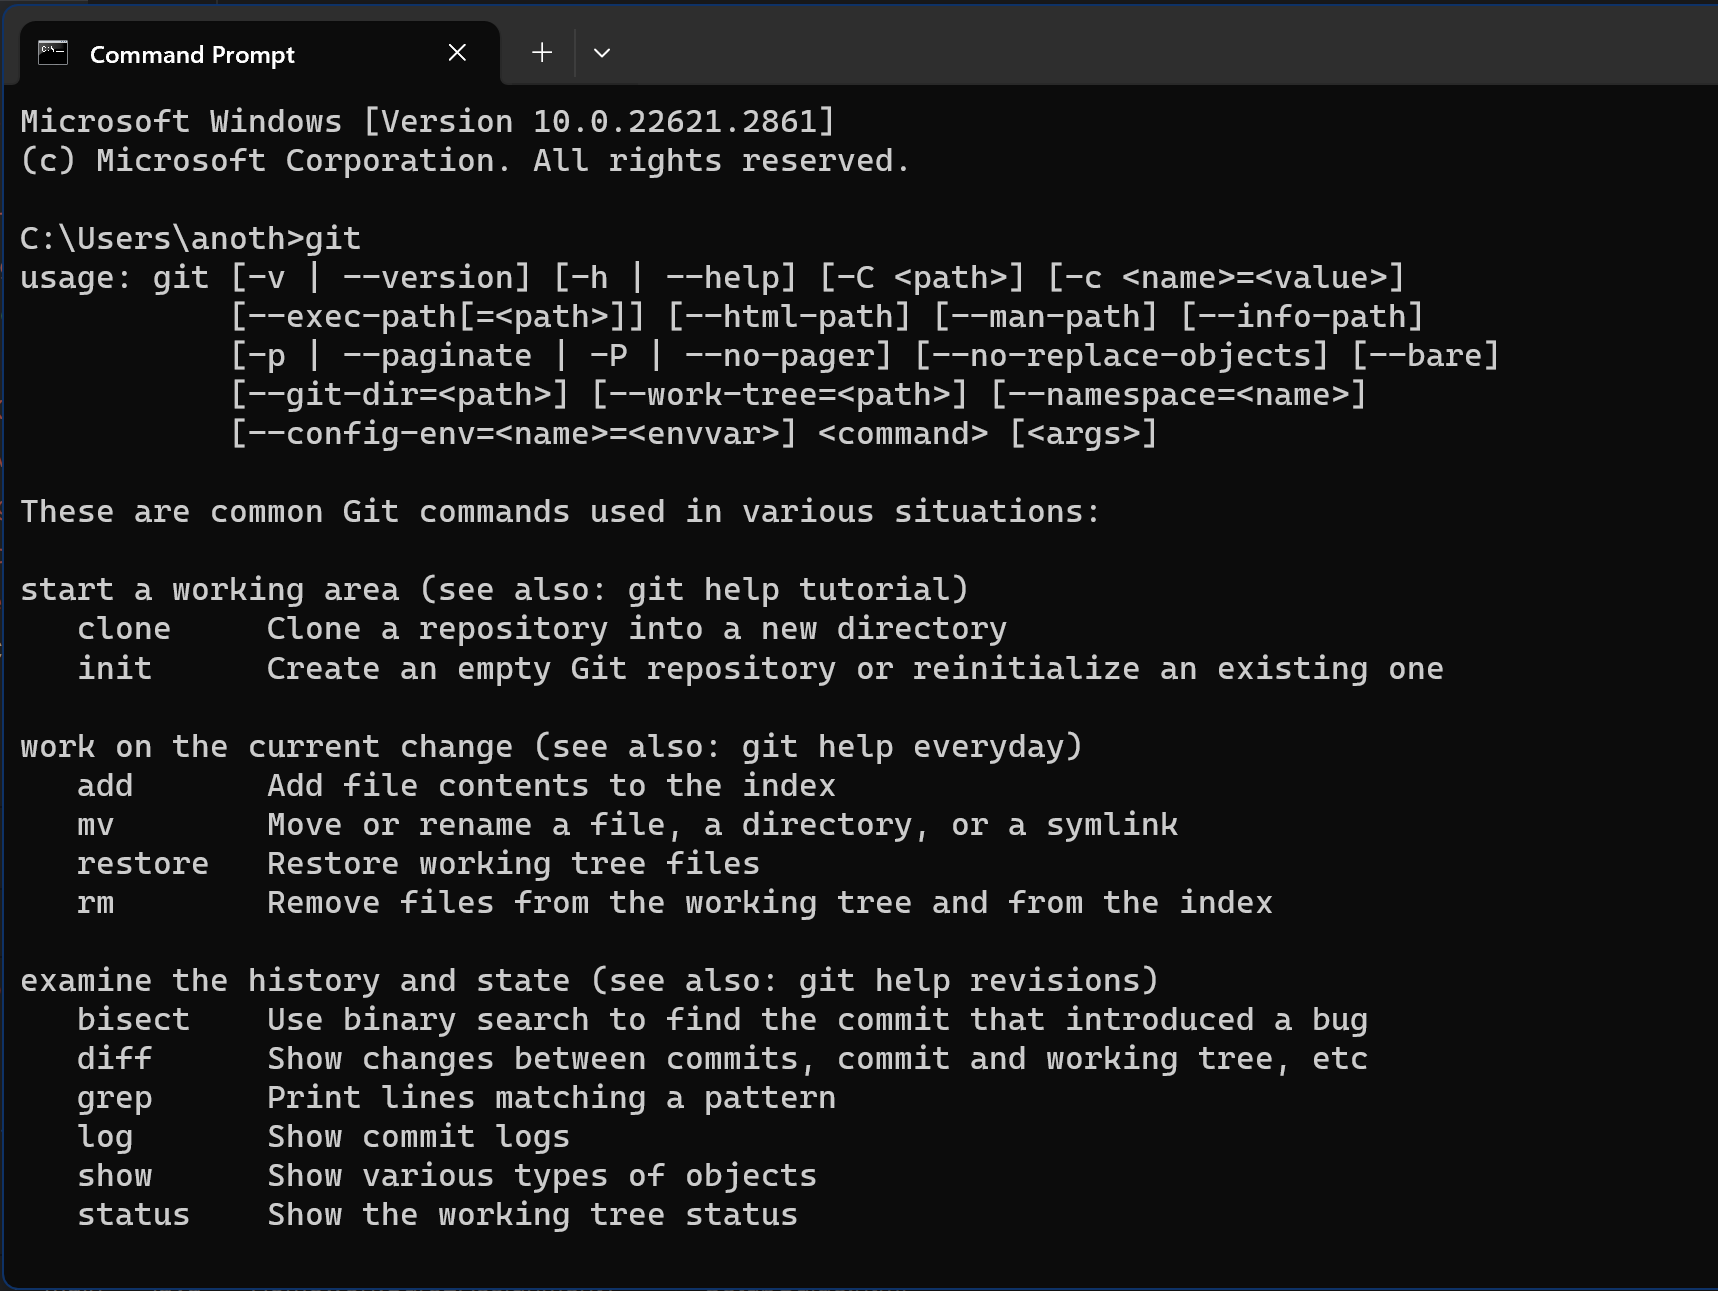 Command Prompt
Microsoft Windows [Version 10.0.22621.2861]
(c) Microsoft Corporation. All rights reserved.

C:\Users\anoth>git
usage: git [-v | --version] [-h | --help] [-C <path>] [-c <name>=<value>]
           [--exec-path[=<path>]] [--html-path] [--man-path] [--info-path]
           [-p | --paginate | -P | --no-pager] [--no-replace-objects] [--bare]
           [--git-dir=<path>] [--work-tree=<path>] [--namespace=<name>]
           [--config-env=<name>=<envvar>] <command> [<args>]

These are common Git commands used in various situations:

start a working area (see also: git help tutorial)
   clone     Clone a repository into a new directory
   init      Create an empty Git repository or reinitialize an existing one

work on the current change (see also: git help everyday)
   add       Add file contents to the index
   mv        Move or rename a file, a directory, or a symlink
   restore   Restore working tree files
   rm        Remove files from the working tree and from the index

examine the history and state (see also: git help revisions)
   bisect    Use binary search to find the commit that introduced a bug
   diff      Show changes between commits, commit and working tree, etc
   grep      Print lines matching a pattern
   log       Show commit logs
   show      Show various types of objects
   status    Show the working tree status